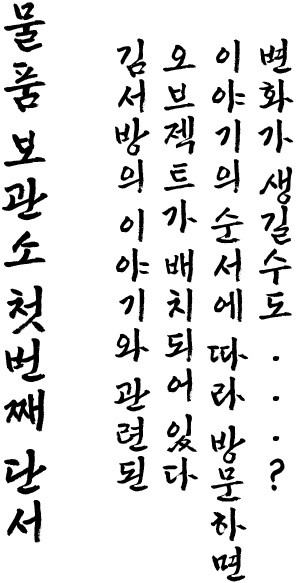 물품 보관소 첫번째 단서
김서방의 이야기와 관련된
오브젝트가 배치되어 있다
이야기의 순서에 따라 방문하면
변화가 생길수도...?